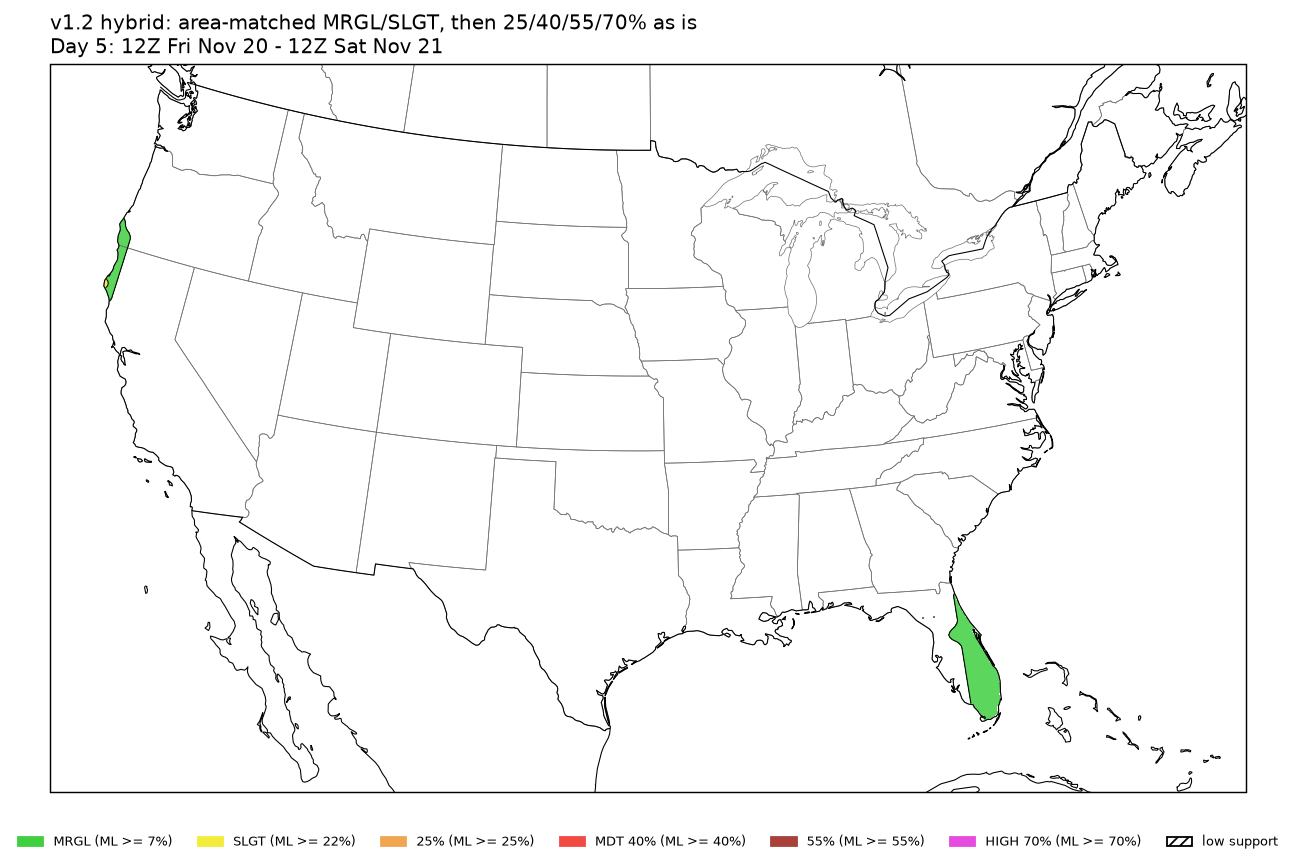 v1.2 hybrid: area-matched MRGL/SLGT, then 25/40/55/70% as is
Day 5: 12Z Fri Nov 20 - 12Z Sat Nov 21
MRGL (ML >= 7%) SLGT (ML >= 22%) 25% (ML >= 25%) MDT 40% (ML >= 40%) 55% (ML >= 55%) HIGH 70% (ML >= 70%) low support